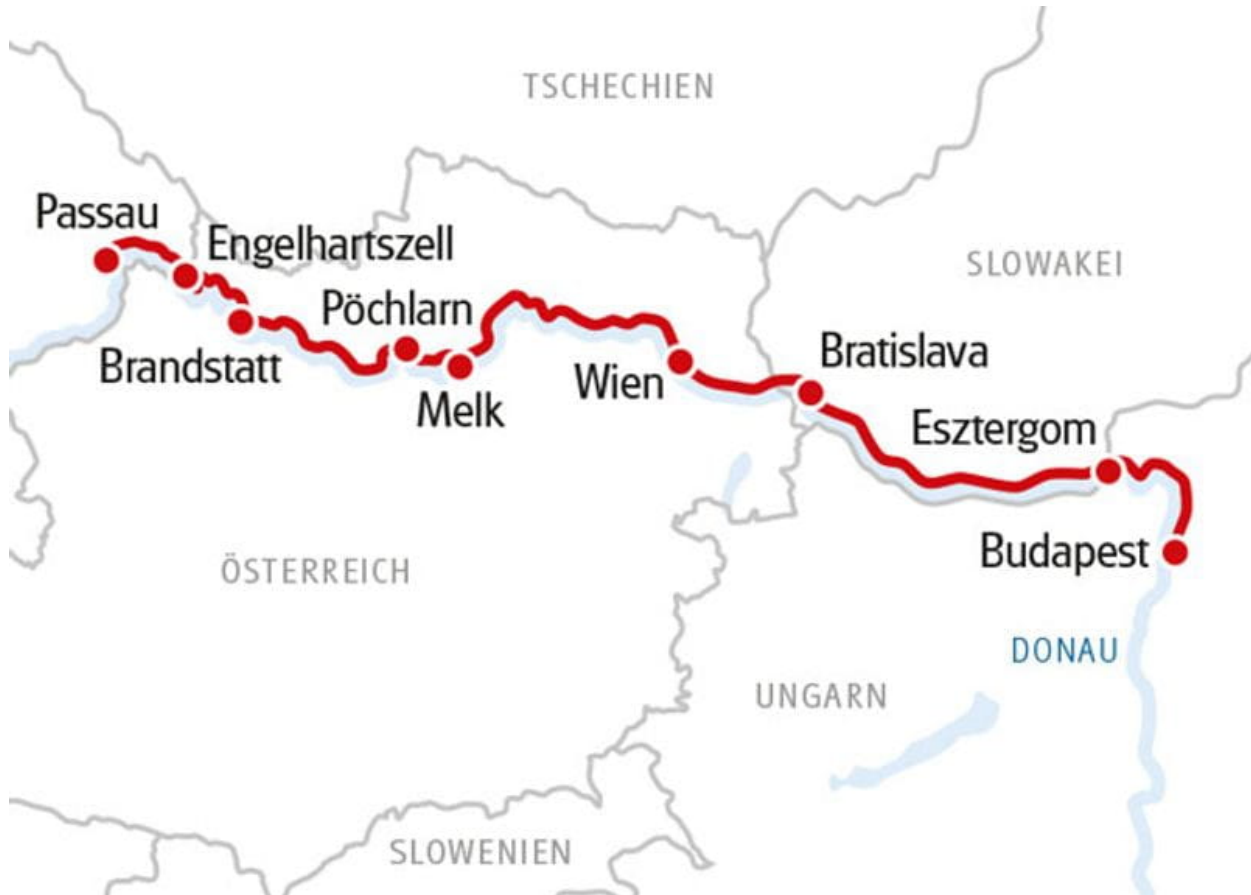 TSCHECHIEN
Passau
Engelhartszell
SLOWAKEI
Pöchlarn
Brandstatt
Bratislava
Wien
Melk
Esztergom
Budapest
ÖSTERREICH
DONAU
UNGARN
SLOWENIEN